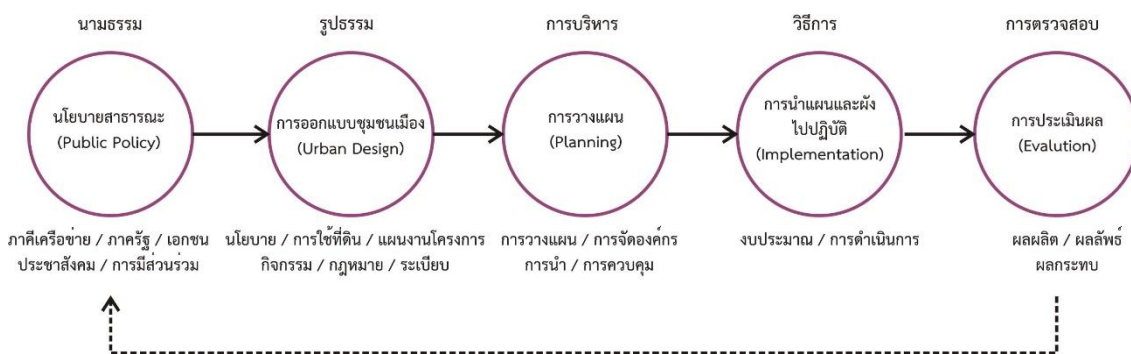 นามธรรม
รูปธรรม
การบริหาร
วิธีการ
การตรวจสอบ
นโยบายสาธารณะ
(Public Policy)
การออกแบบชุมชนเมือง
(Urban Design)
การวางแผน
(Planning)
การนำแผนและผัง
ไปปฏิบัติ
(Implementation)
การประเมินผล
(Evalution)
ภาคีเครือข่าย / ภาครัฐ / เอกชน
ประชาสังคม / การมีส่วนร่วม
นโยบาย / การใช้ที่ดิน / แผนงานโครงการ
กิจกรรม / กฎหมาย / ระเบียบ
การวางแผน / การจัดองค์กร
การนำ / การควบคุม
งบประมาณ / การดำเนินการ
ผลผลิต / ผลลัพธ์
ผลกระทบ